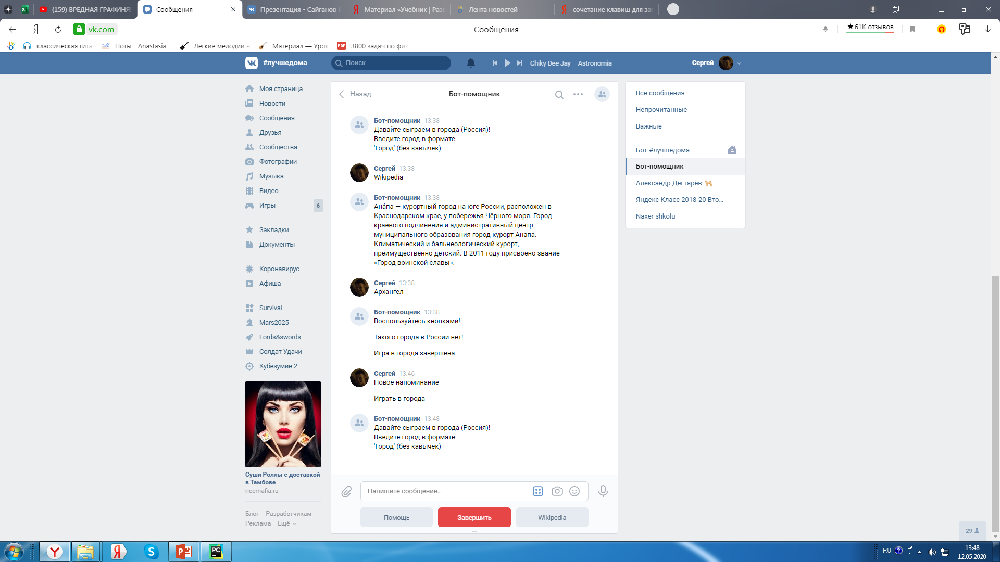 (159) ВРЕДНАЯ ГРАФИНЯ
Сообщения
Презентация - Сайганов
Материал «Учебник | Разв
Лента новостей
сочетание клавиш для заг
vk.com
Сообщения
★ 61K отзывов
классическая гита
Ноты - Anastasia -
Лёгкие мелодии н
Материал — Урок
PDF
3800 задач по физ
#лучшедома
Поиск
Chiky Dee Jay – Astronomia
Сергей
Моя страница
Новости
Сообщения
Друзья
Сообщества
Фотографии
Музыка
Видео
Игры
6
Закладки
Документы
Коронавирус
Афиша
Survival
Mars2025
Lords&swords
Солдат Удачи
Кубезумие 2
Суши Роллы с доставкой
в Тамбове
ricemafia.ru
Блог Разработчикам
Реклама Ещё
Назад
Бот-помощник
Бот-помощник 13:38
Давайте сыграем в города (Россия)!
Введите город в формате
'Город' (без кавычек)
Сергей 13:38
Wikipedia
Бот-помощник 13:38
Ана́па — курортный город на юге России, расположен в
Краснодарском крае, у побережья Чёрного моря. Город
краевого подчинения и административный центр
муниципального образования город-курорт Анапа.
Климатический и бальнеологический курорт,
преимущественно детский. В 2011 году присвоено звание
«Город воинской славы».
Сергей 13:38
Архангел
Бот-помощник 13:38
Воспользуйтесь кнопками!
Такого города в России нет!
Игра в города завершена
Сергей 13:46
Новое напоминание
Играть в города
Бот-помощник 13:48
Давайте сыграем в города (Россия)!
Введите город в формате
'Город' (без кавычек)
Напишите сообщение...
Помощь
Завершить
Wikipedia
Все сообщения
Непрочитанные
Важные
Бот #лучшедома
Бот-помощник
Александр Дегтярёв
Яндекс Класс 2018-20 Вто...
Naxer shkolu
29
RU
13:48
12.05.2020